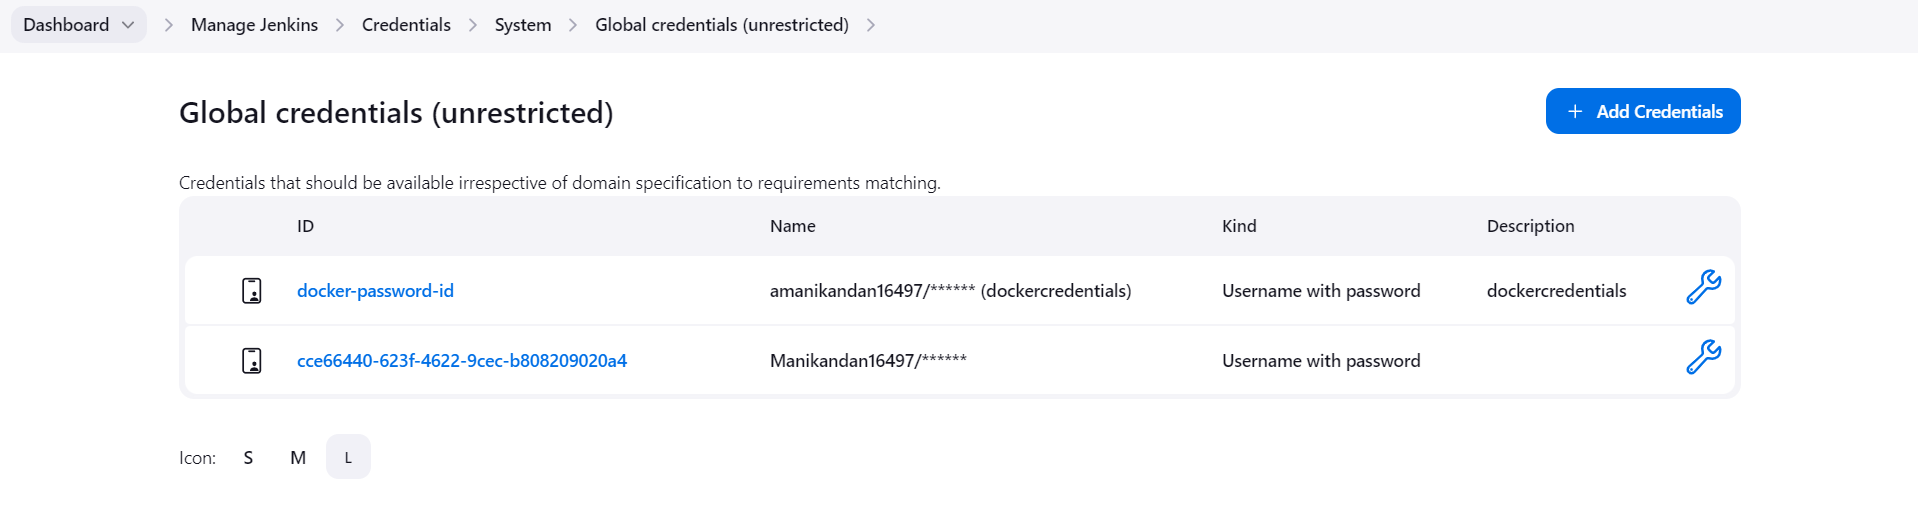 Dashboard Manage Jenkins Credentials System Global credentials (unrestricted)
Global credentials (unrestricted)
+ Add Credentials
Credentials that should be available irrespective of domain specification to requirements matching.
ID Name Kind Description
docker-password-id amanikandan16497/****** (dockercredentials) Username with password dockercredentials
cce66440-623f-4622-9cec-b808209020a4 Manikandan16497/****** Username with password
Icon: S M L